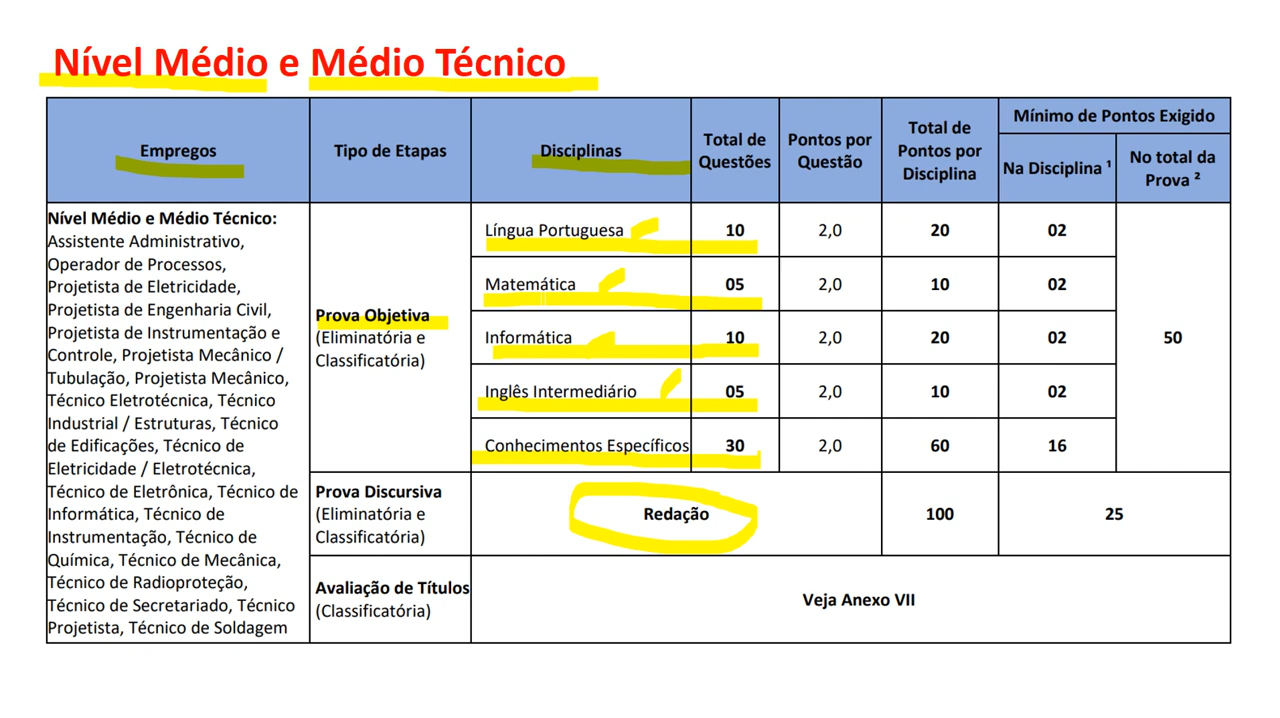 Nível Médio e Médio Técnico
Empregos
Tipo de Etapas
Disciplinas
Total de
Questões
Pontos por
Questão
Total de
Pontos por
Disciplina
Mínimo de Pontos Exigido
Na Disciplina ¹
No total da
Prova ²
Nível Médio e Médio Técnico:
Assistente Administrativo,
Operador de Processos,
Projetista de Eletricidade,
Projetista de Engenharia Civil,
Projetista de Instrumentação e
Controle, Projetista Mecânico /
Tubulação, Projetista Mecânico,
Técnico Eletrotécnica, Técnico
Industrial / Estruturas, Técnico
de Edificações, Técnico de
Eletricidade / Eletrotécnica,
Técnico de Eletrônica, Técnico de
Informática, Técnico de
Instrumentação, Técnico de
Química, Técnico de Mecânica,
Técnico de Radioproteção,
Técnico de Secretariado, Técnico
Projetista, Técnico de Soldagem
Prova Objetiva
(Eliminatória e
Classificatória)
Língua Portuguesa 10 2,0 20 02
Matemática 05 2,0 10 02
Informática 10 2,0 20 02
Inglês Intermediário 05 2,0 10 02
Conhecimentos Específicos 30 2,0 60 16
50
Prova Discursiva
(Eliminatória e
Classificatória)
Redação 100 25
Avaliação de Títulos
(Classificatória)
Veja Anexo VII